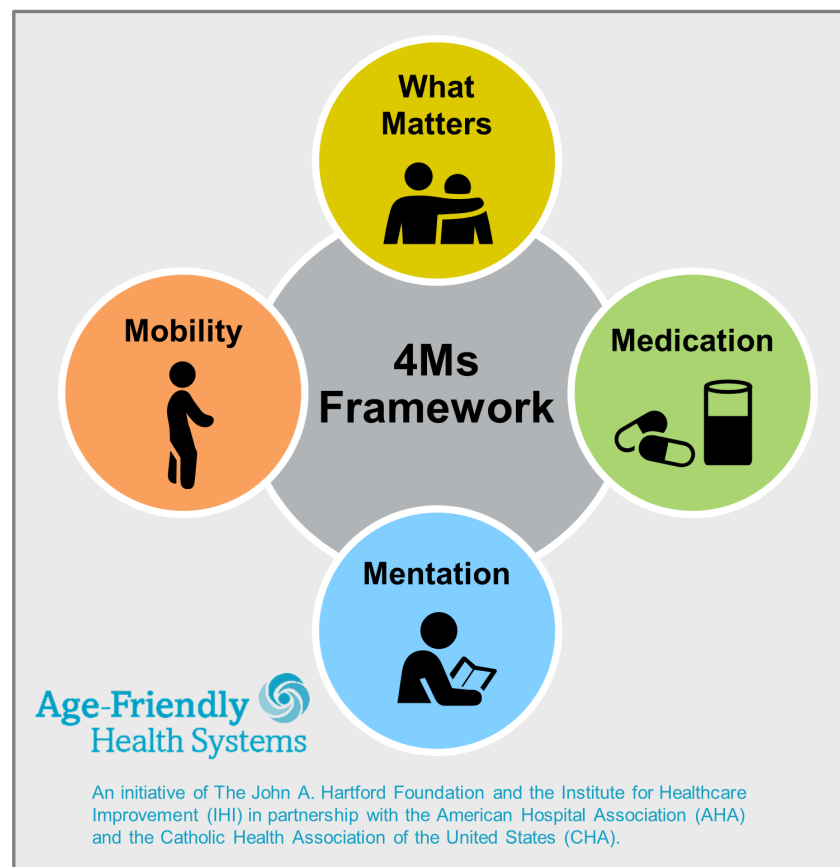 What
Matters
Mobility
4Ms
Framework
Medication
Mentation
Age-Friendly
Health Systems
An initiative of The John A. Hartford Foundation and the Institute for Healthcare
Improvement (IHI) in partnership with the American Hospital Association (AHA)
and the Catholic Health Association of the United States (CHA).